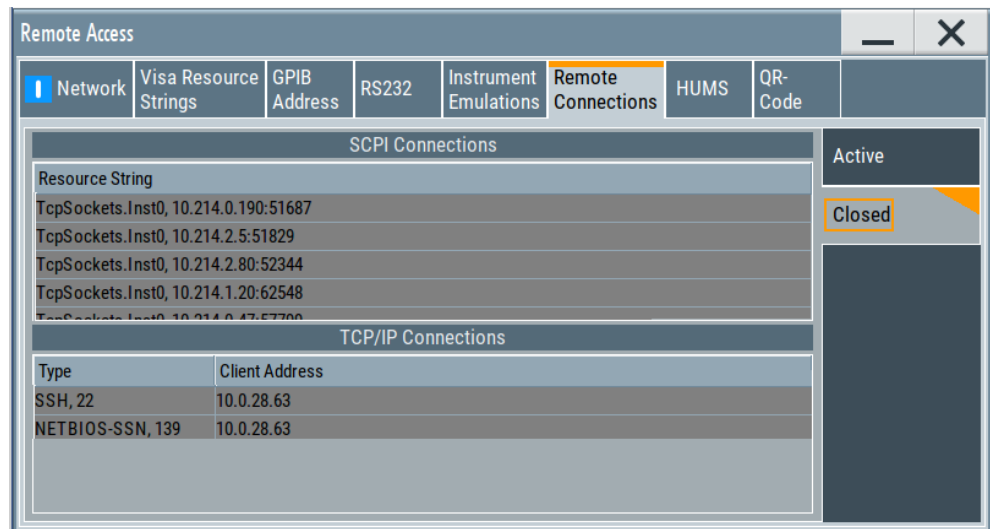 Remote Access
Network
Visa Resource
Strings
GPIB
Address
RS232
Instrument
Emulations
Remote
Connections
HUMS
QR-
Code
SCPI Connections
Resource String
TcpSockets.Inst0, 10.214.0.190:51687
TcpSockets.Inst0, 10.214.2.5:51829
TcpSockets.Inst0, 10.214.2.80:52344
TcpSockets.Inst0, 10.214.1.20:62548
TCP/IP Connections
Type Client Address
SSH, 22 10.0.28.63
NETBIOS-SSN, 139 10.0.28.63
Active
Closed